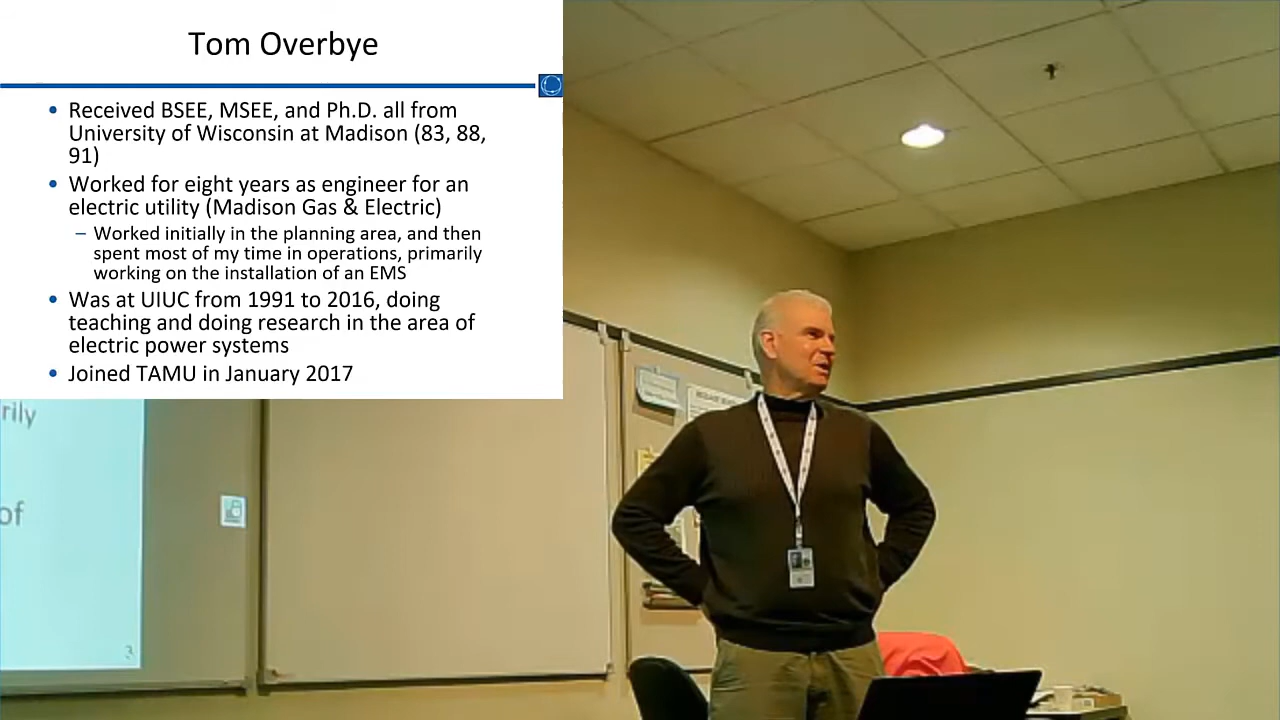 Tom Overbye
• Received BSEE, MSEE, and Ph.D. all from
University of Wisconsin at Madison (83, 88,
91)
• Worked for eight years as engineer for an
electric utility (Madison Gas & Electric)
– Worked initially in the planning area, and then
spent most of my time in operations, primarily
working on the installation of an EMS
• Was at UIUC from 1991 to 2016, doing
teaching and doing research in the area of
electric power systems
• Joined TAMU in January 2017
rily
of
3